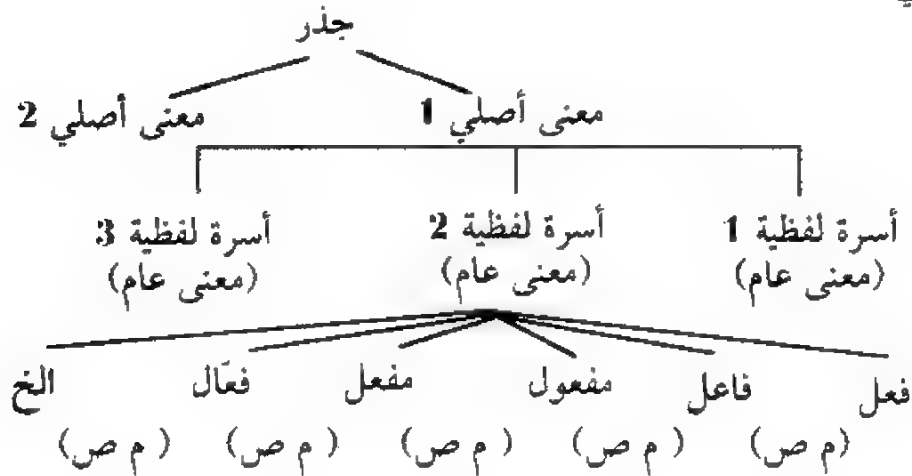 جذر
معنى أصلي 1 معنى أصلي 2
أسرة لفظية 1 أسرة لفظية 2 أسرة لفظية 3
(معنى عام) (معنى عام) (معنى عام)
فعل فاعل مفعول مفعل فعّال الخ
(م ص) (م ص) (م ص) (م ص) (م ص)